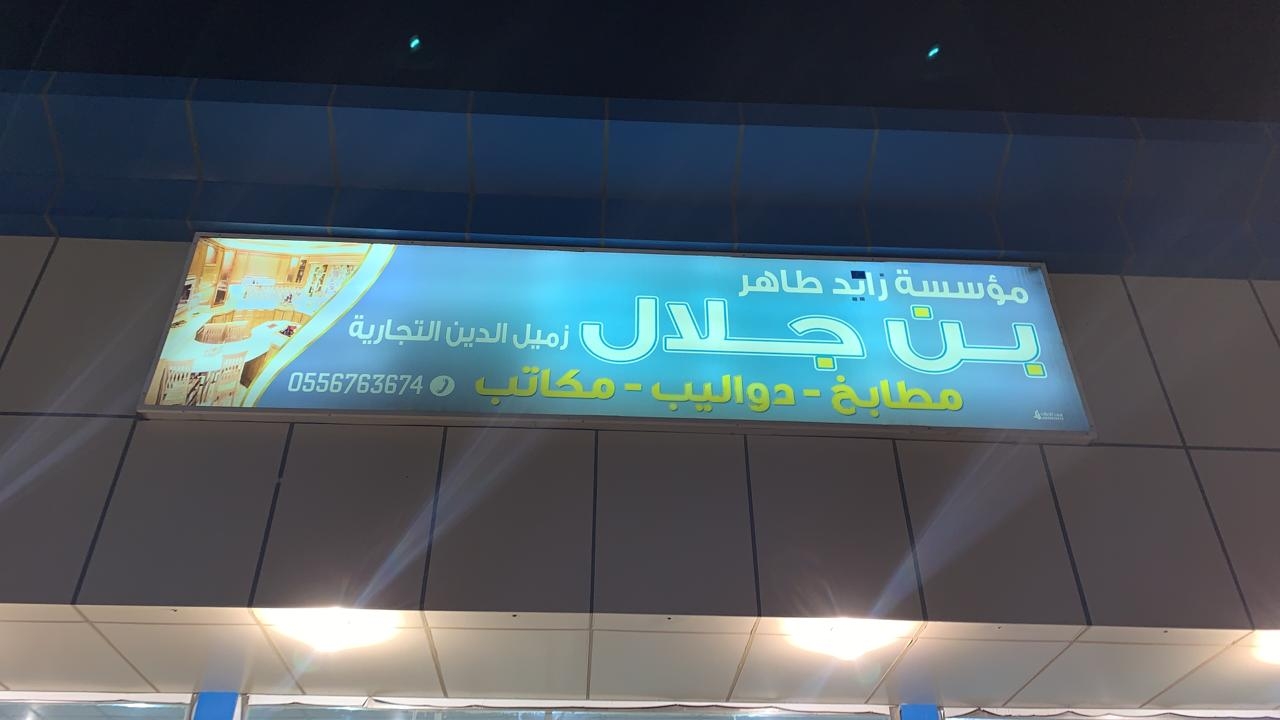 مؤسسة زايد طاهر
بن جلال
زميل الدين التجارية
مطابخ - دواليب - مكاتب
0556763674